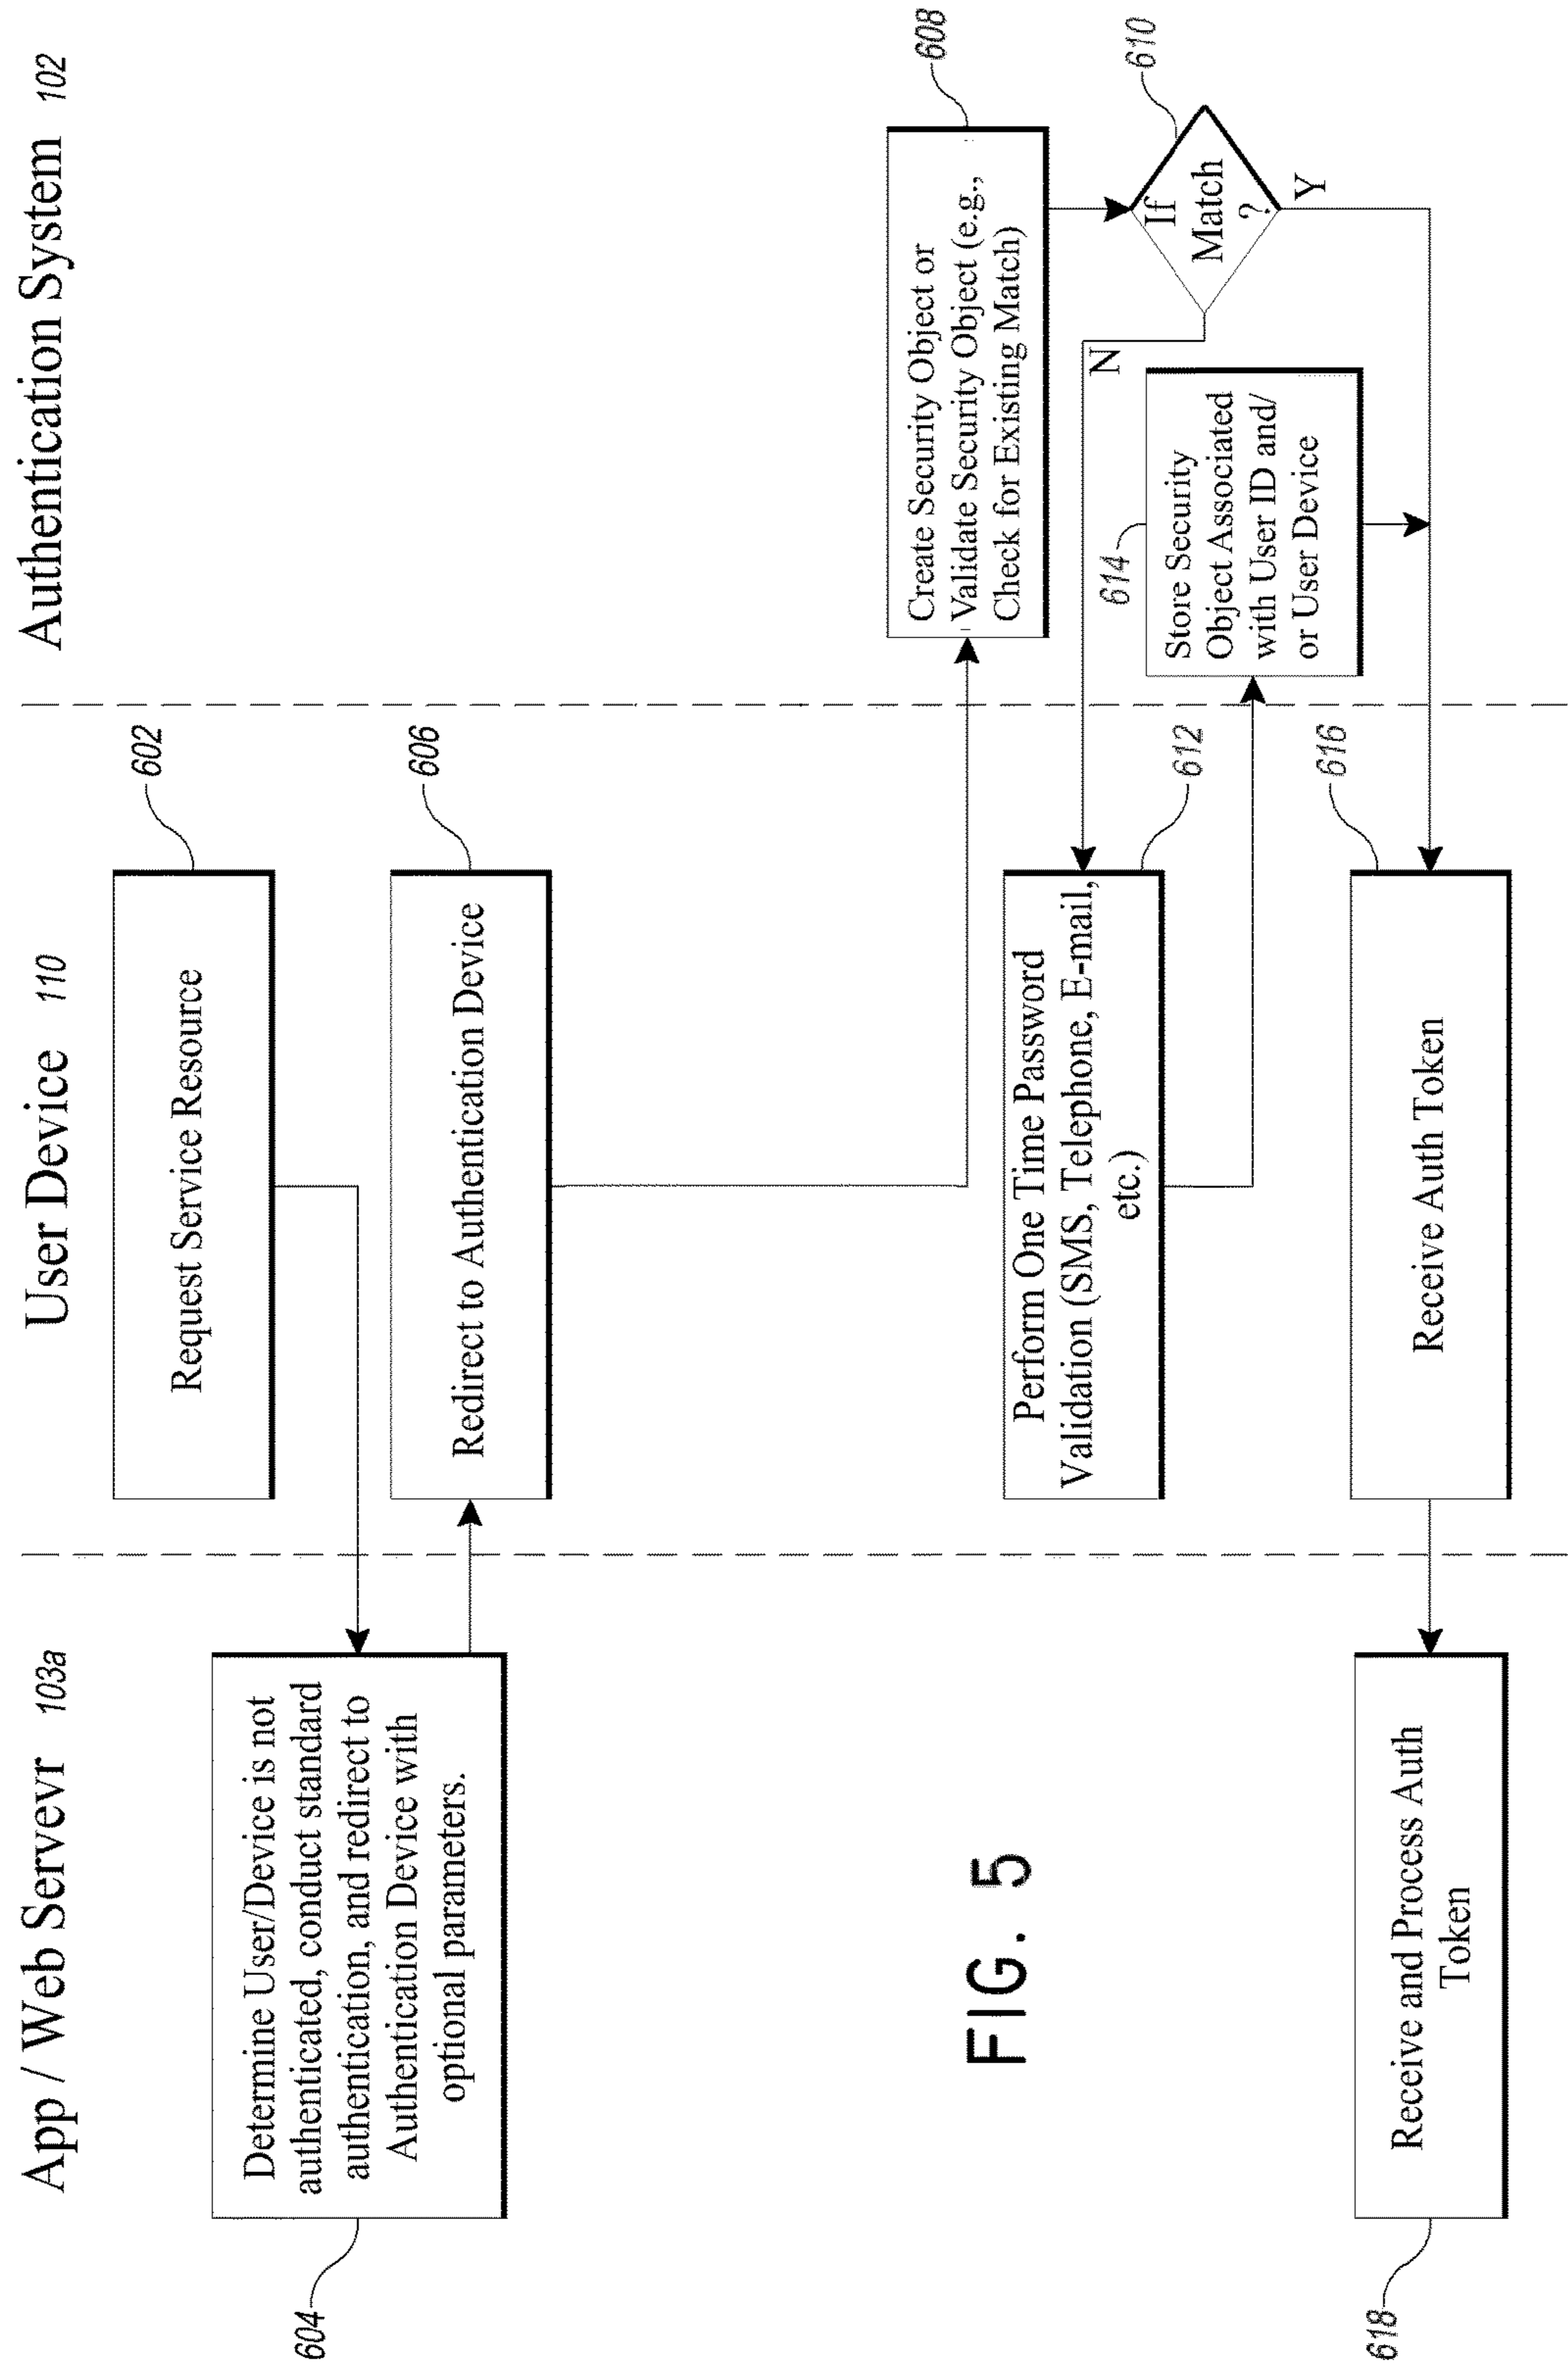 App / Web Servevr 103a
User Device 110
Authentication System 102
602
Request Service Resource
604
Determine User/Device is not
authenticated, conduct standard
authentication, and redirect to
Authentication Device with
optional parameters.
606
Redirect to Authentication Device
608
Create Security Object or
Validate Security Object (e.g.,
Check for Existing Match)
610
If
Match
?
N
Y
612
Perform One Time Password
Validation (SMS, Telephone, E-mail,
etc.)
614
Store Security
Object Associated
with User ID and/
or User Device
616
Receive Auth Token
618
Receive and Process Auth
Token
FIG. 5